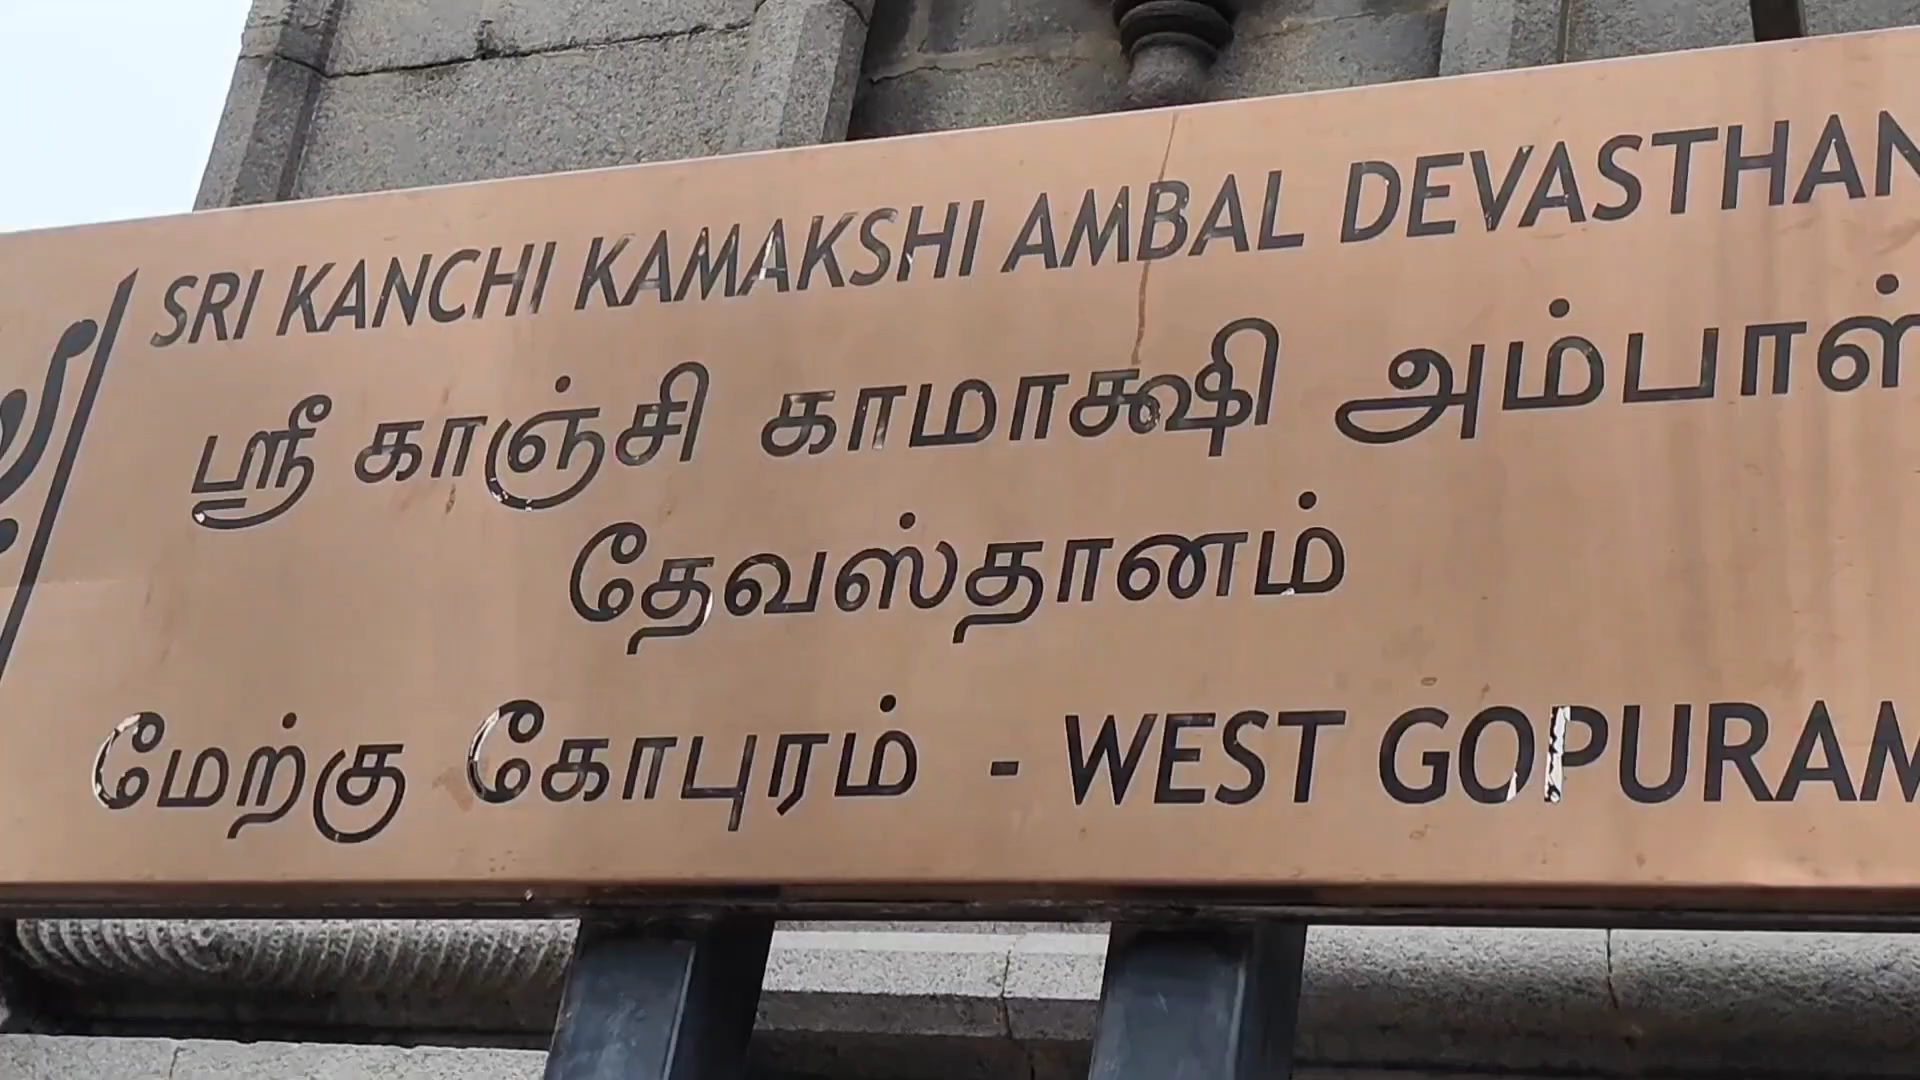 SRI KANCHI KAMAKSHI AMBAL DEVASTHAN
ஸ்ரீ காஞ்சி காமாக்ஷி அம்பாள்
தேவஸ்தானம்
மேற்கு கோபுரம் - WEST GOPURAM